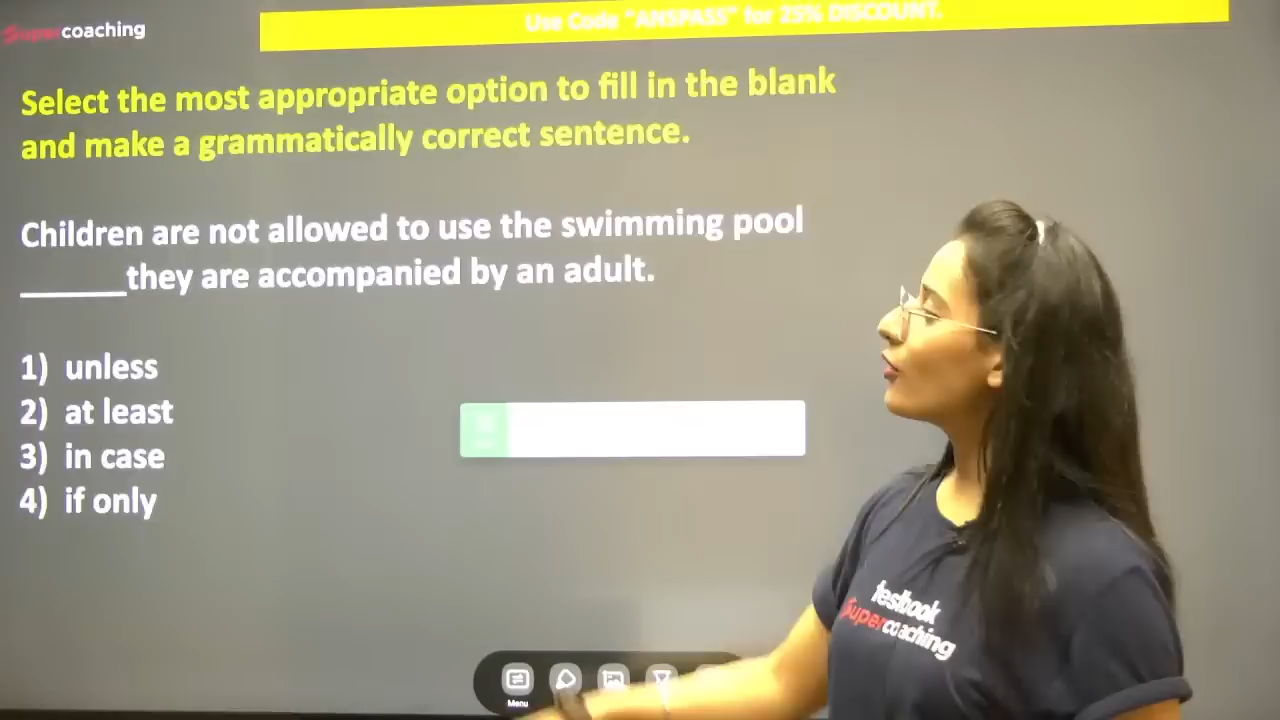 Supercoaching
Use Code "ANSPASS" for 25% DISCOUNT.
Select the most appropriate option to fill in the blank
and make a grammatically correct sentence.
Children are not allowed to use the swimming pool
______they are accompanied by an adult.
1) unless
2) at least
3) in case
4) if only
testbook
Supercoaching
Menu